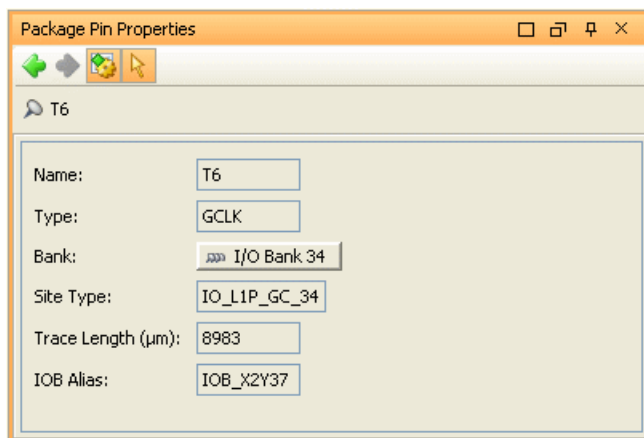 Package Pin Properties
T6
Name: T6
Type: GCLK
Bank: I/O Bank 34
Site Type: IO_L1P_GC_34
Trace Length (µm): 8983
IOB Alias: IOB_X2Y37